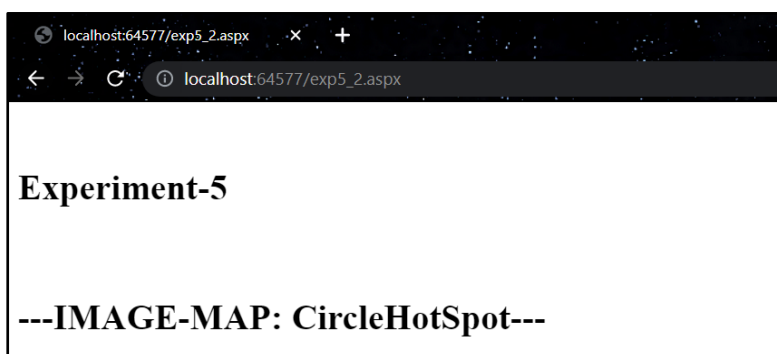 localhost:64577/exp5_2.aspx
localhost:64577/exp5_2.aspx
Experiment-5
---IMAGE-MAP: CircleHotSpot---